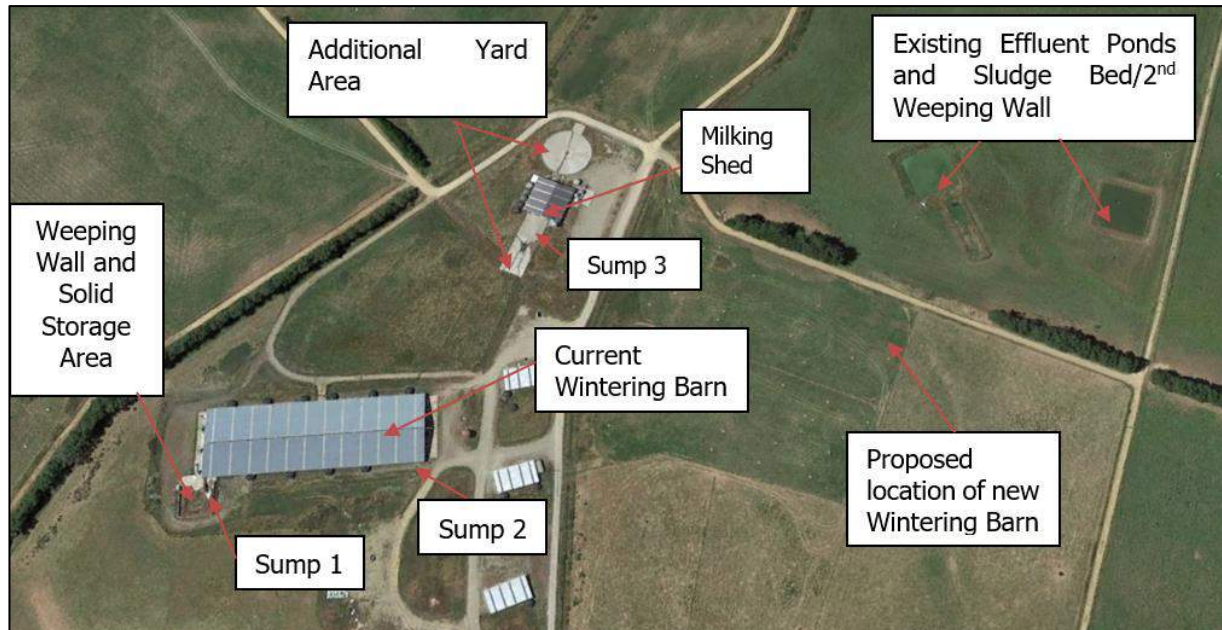 Additional Yard
Area
Existing Effluent Ponds
and Sludge Bed/2nd
Weeping Wall
Milking
Shed
Weeping
Wall and
Solid
Storage
Area
Sump 3
Current
Wintering Barn
Proposed
location of new
Wintering Barn
Sump 2
Sump 1